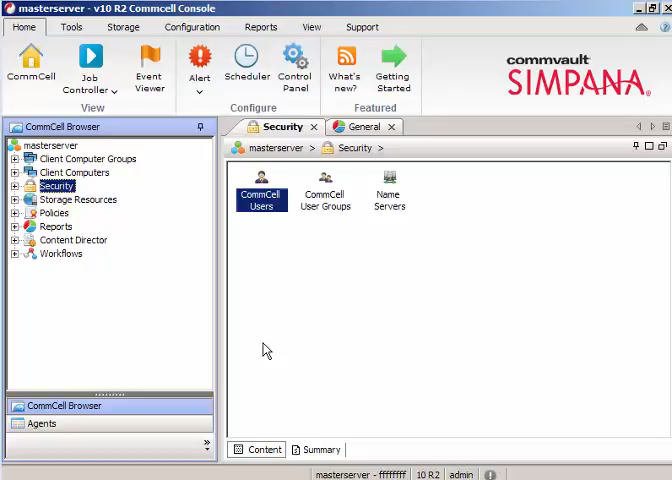 masterserver - v10 R2 Commcell Console
Home Tools Storage Configuration Reports View Support
CommCell
Job Controller
Event Viewer
View
Alert
Scheduler
Control Panel
Configure
What's new?
Getting Started
Featured
commvault
SIMPANA®
CommCell Browser
masterserver
Client Computer Groups
Client Computers
Security
Storage Resources
Policies
Reports
Content Director
Workflows
CommCell Browser
Agents
Security
General
masterserver > Security >
CommCell Users
CommCell User Groups
Name Servers
Content
Summary
masterserver - ffffffff 10 R2 admin